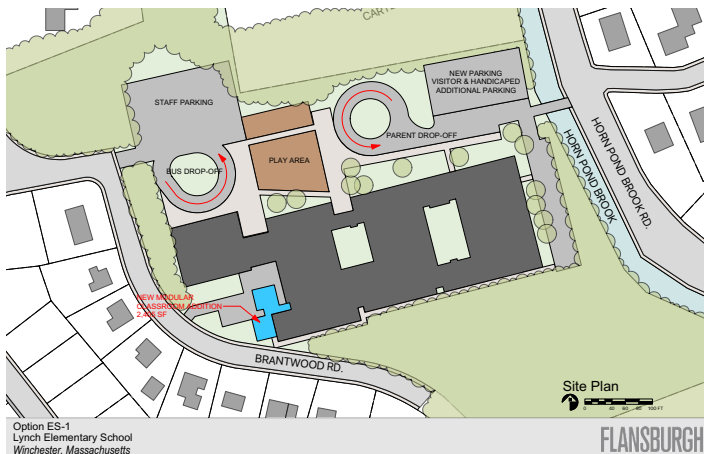 CARTE
STAFF PARKING
NEW PARKING
VISITOR & HANDICAPED
ADDITIONAL PARKING
PARENT DROP-OFF
PLAY AREA
BUS DROP-OFF
HORN POND BROOK
HORN POND BROOK RD.
NEW MODULAR
CLASSROOM ADDITION
BRANTWOOD RD.
Site Plan
0 40 60 80 100 FT
Option ES-1
Lynch Elementary School
Winchester, Massachusetts
FLANSBURGH